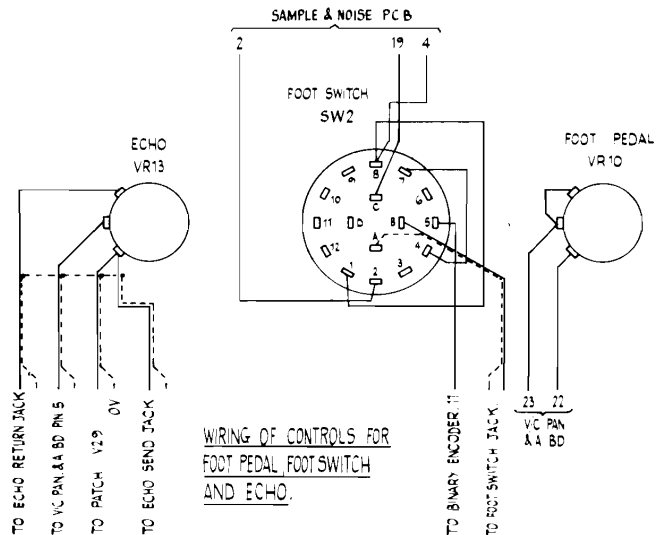 SAMPLE & NOISE PCB
2 19 4
FOOT SWITCH
SW2
ECHO
VR13
FOOT PEDAL
VR10
8
9 7
10 C 6
11 D B 5
12 A 4
1 3
2
TO ECHO RETURN JACK
TO VC PAN. & A BD PIN 5
TO PATCH V29
0V
TO ECHO SEND JACK
WIRING OF CONTROLS FOR
FOOT PEDAL, FOOTSWITCH
AND ECHO.
TO BINARY ENCODER. 11
TO FOOT SWITCH JACK.
23 22
V.C PAN
& A BD